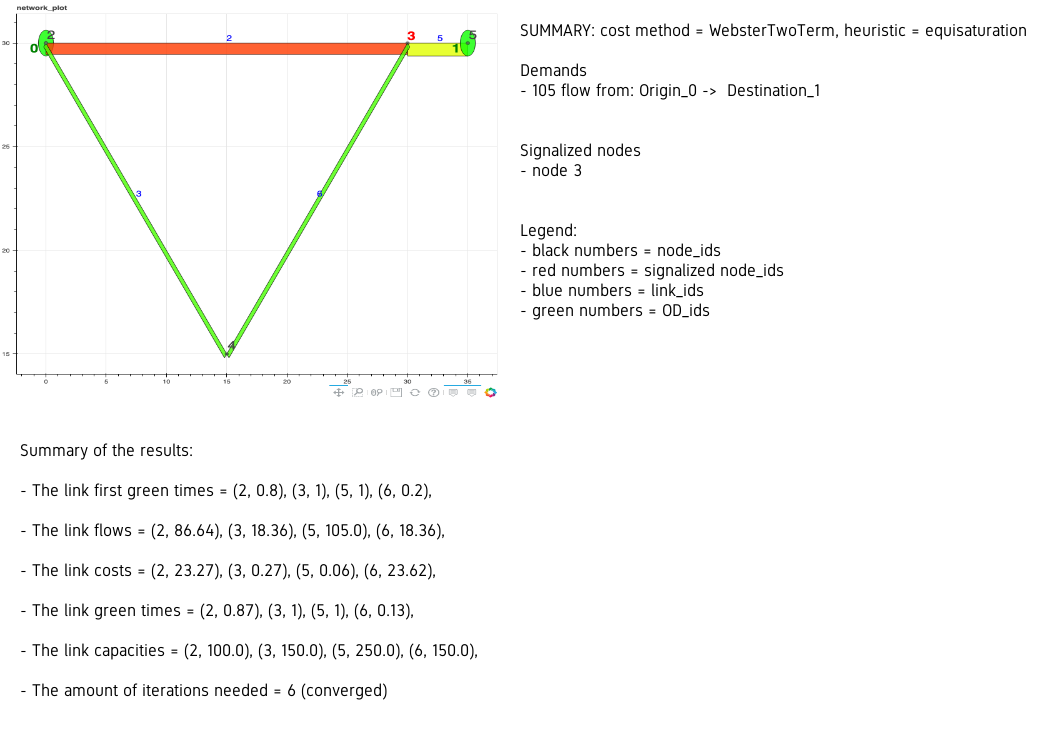 network_plot
30
25
20
15
0
5
10
15
20
25
30
35
0
2
2
3
5
1
5
3
6
4
SUMMARY: cost method = WebsterTwoTerm, heuristic = equisaturation
Demands
- 105 flow from: Origin_0 -> Destination_1
Signalized nodes
- node 3
Legend:
- black numbers = node_ids
- red numbers = signalized node_ids
- blue numbers = link_ids
- green numbers = OD_ids
Summary of the results:
- The link first green times = (2, 0.8), (3, 1), (5, 1), (6, 0.2),
- The link flows = (2, 86.64), (3, 18.36), (5, 105.0), (6, 18.36),
- The link costs = (2, 23.27), (3, 0.27), (5, 0.06), (6, 23.62),
- The link green times = (2, 0.87), (3, 1), (5, 1), (6, 0.13),
- The link capacities = (2, 100.0), (3, 150.0), (5, 250.0), (6, 150.0),
- The amount of iterations needed = 6 (converged)